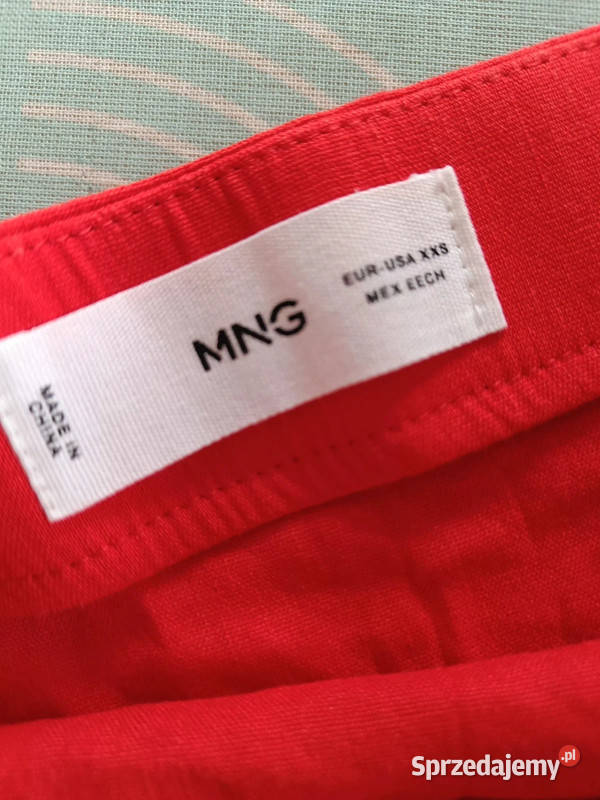 EUR-USA XXS
MEX EECH
MNG
MADE IN
CHINA
Sprzedajemy.pl